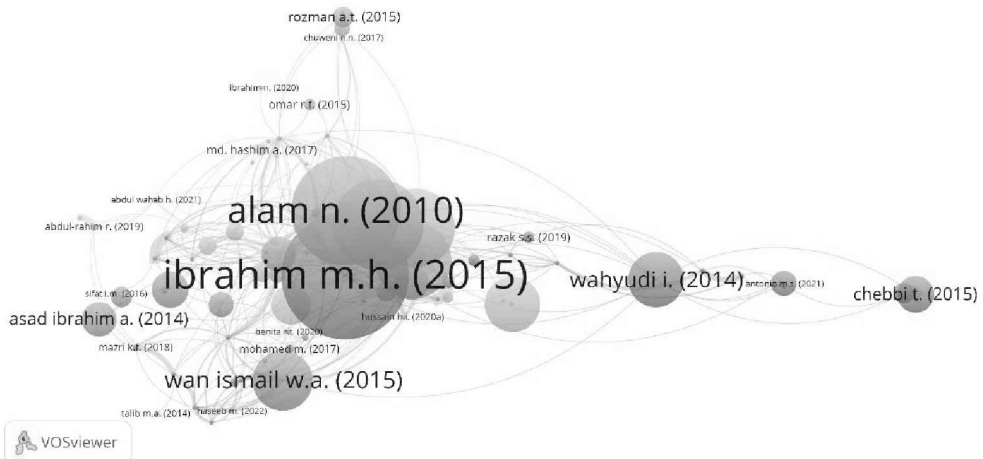 rozman a.t. (2015)
chuweni n.n. (2017)
ibrahim n. (2020)
omar n.f. (2015)
md. hashim a. (2017)
abdul wahab h. (2021)
alam n. (2010)
abdul-rahim r. (2019)
razak s.s. (2019)
ibrahim m.h. (2015)
wahyudi i. (2014)
antonio m.s. (2021)
chebbi t. (2015)
sifat i.m. (2016)
asad ibrahim a. (2014)
hussain h.i. (2020a)
(2020)
mazri k.f. (2018)
mohamed m. (2017)
wan ismail w.a. (2015)
talib m.a. (2014)
haseeb m. (2022)
VOSviewer